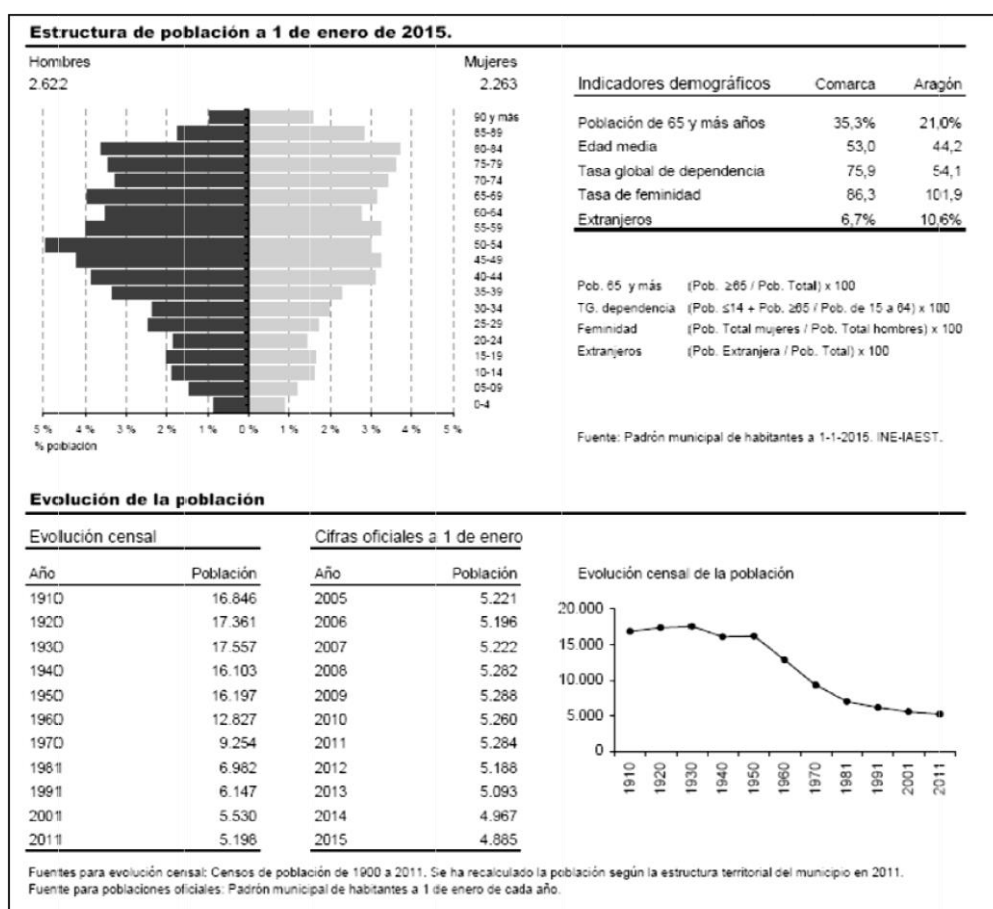 Estructura de población a 1 de enero de 2015.
Hombres Mujeres
2.622 2.263
90 y más
85-89
80-84
75-79
70-74
65-69
60-64
55-59
50-54
45-49
40-44
35-39
30-34
25-29
20-24
15-19
10-14
05-09
0-4
5 % 4 % 3 % 2 % 1 % 0 % 1 % 2 % 3 % 4 % 5 %
% población
Indicadores demográficos Comarca Aragón
Población de 65 y más años 35,3% 21,0%
Edad media 53,0 44,2
Tasa global de dependencia 75,9 54,1
Tasa de feminidad 86,3 101,9
Extranjeros 6,7% 10,6%
Pob. 65 y más (Pob. ≥65 / Pob. Total) x 100
TG. dependencia (Pob. ≤14 + Pob. ≥65 / Pob. de 15 a 64) x 100
Feminidad (Pob. Total mujeres / Pob. Total hombres) x 100
Extranjeros (Pob. Extranjera / Pob. Total) x 100
Fuente: Padrón municipal de habitantes a 1-1-2015. INE-IAEST.
Evolución de la población
Evolución censal
Año Población
1910 16.846
1920 17.361
1930 17.557
1940 16.103
1950 16.197
1960 12.827
1970 9.254
1981 6.982
1991 6.147
2001 5.530
2011 5.196
Cifras oficiales a 1 de enero
Año Población
2005 5.221
2006 5.196
2007 5.222
2008 5.282
2009 5.288
2010 5.260
2011 5.284
2012 5.188
2013 5.093
2014 4.967
2015 4.885
Evolución censal de la población
20.000
15.000
10.000
5.000
0
1910 1920 1930 1940 1950 1960 1970 1981 1991 2001 2011
Fuentes para evolución censal: Censos de población de 1900 a 2011. Se ha recalculado la población según la estructura territorial del municipio en 2011.
Fuente para poblaciones oficiales: Padrón municipal de habitantes a 1 de enero de cada año.